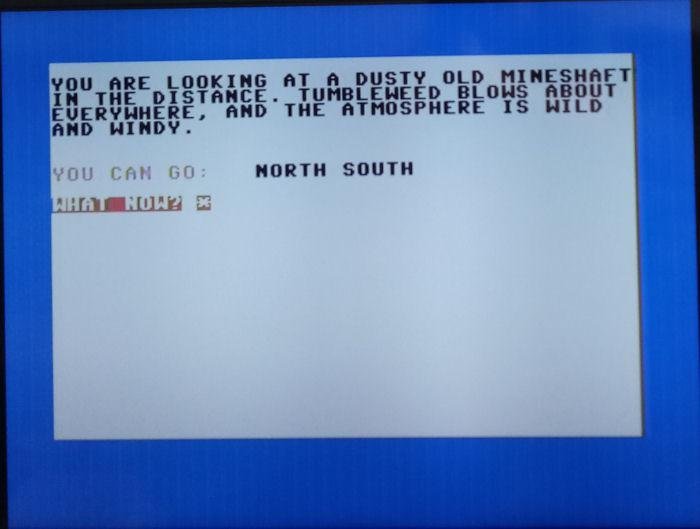 YOU ARE LOOKING AT A DUSTY OLD MINESHAFT
IN THE DISTANCE. TUMBLEWEED BLOWS ABOUT
EVERYWHERE, AND THE ATMOSPHERE IS WILD
AND WINDY.
YOU CAN GO: NORTH SOUTH
WHAT NOW? *